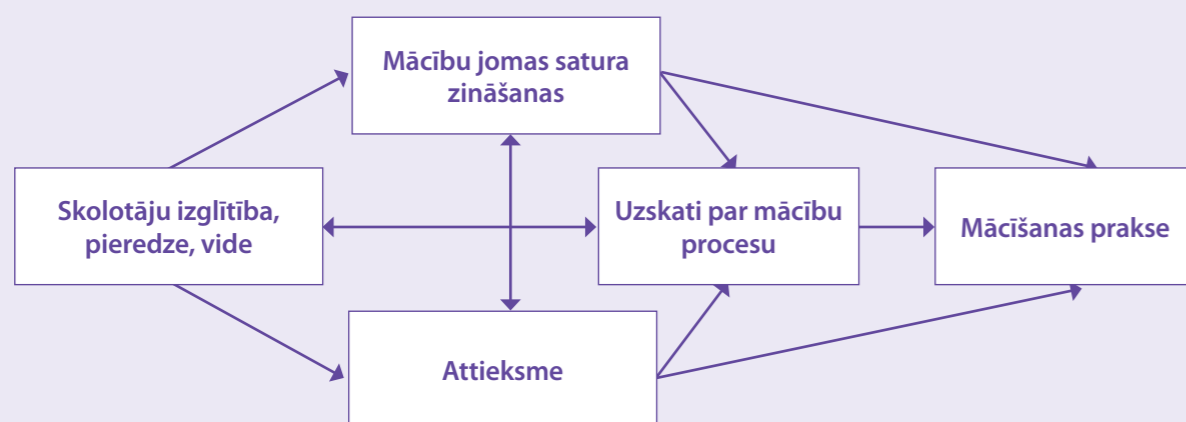 Mācību jomas satura
zināšanas
Skolotāju izglītība,
pieredze, vide
Uzskati par mācību
procesu
Mācīšanas prakse
Attieksme